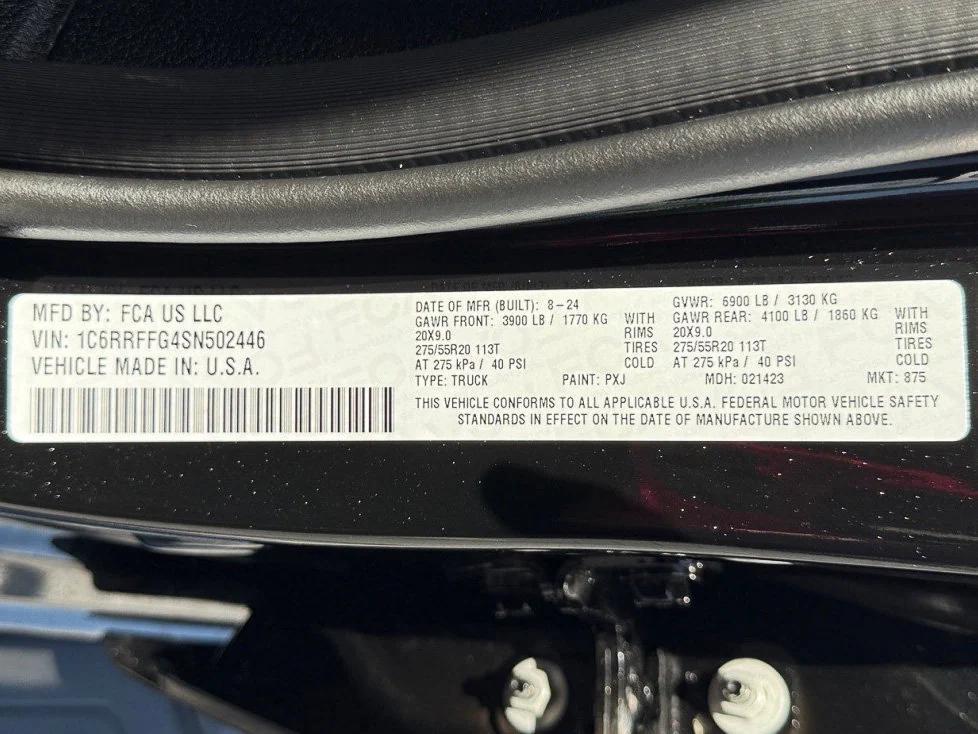 MFD BY: FCA US LLC
VIN: 1C6RRFFG4SN502446
VEHICLE MADE IN: U.S.A.
DATE OF MFR (BUILT): 8-24
GVWR: 6900 LB / 3130 KG
GAWR FRONT: 3900 LB / 1770 KG WITH
GAWR REAR: 4100 LB / 1860 KG WITH
20X9.0 RIMS
20X9.0 RIMS
275/55R20 113T TIRES
275/55R20 113T TIRES
AT 275 kPa / 40 PSI COLD
AT 275 kPa / 40 PSI COLD
TYPE: TRUCK PAINT: PXJ MDH: 021423 MKT: 875
THIS VEHICLE CONFORMS TO ALL APPLICABLE U.S.A. FEDERAL MOTOR VEHICLE SAFETY
STANDARDS IN EFFECT ON THE DATE OF MANUFACTURE SHOWN ABOVE.